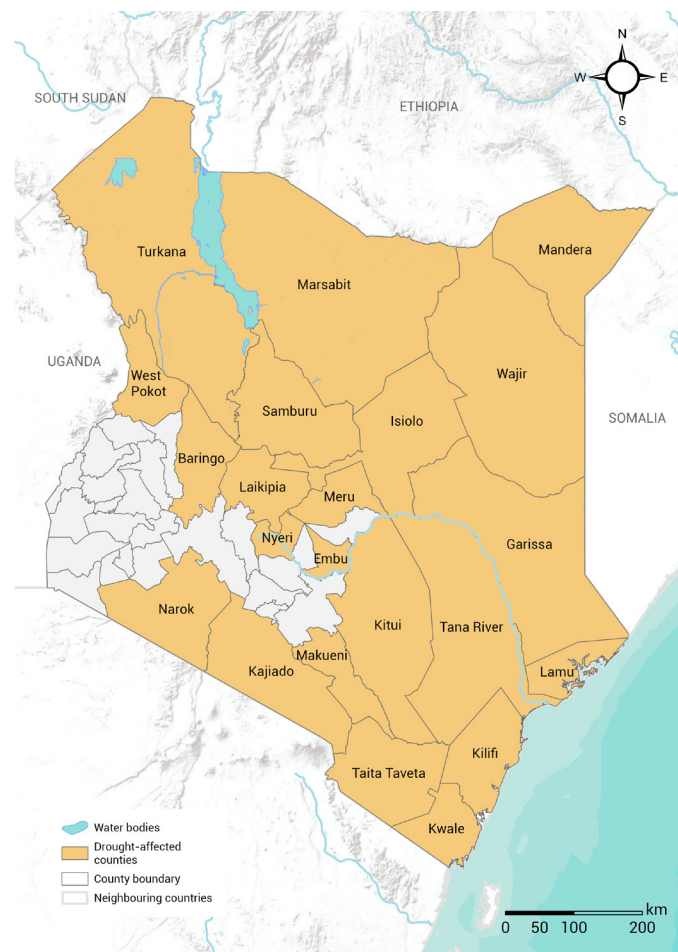 N
W
E
S
SOUTH SUDAN
ETHIOPIA
Mandera
Turkana
Marsabit
UGANDA
West
Pokot
Wajir
Samburu
Isiolo
SOMALIA
Baringo
Laikipia
Meru
Nyeri
Embu
Garissa
Narok
Kitui
Tana River
Makueni
Kajiado
Lamu
Kilifi
Taita Taveta
Kwale
Water bodies
Drought-affected
counties
County boundary
Neighbouring countries
km
0 50 100 200